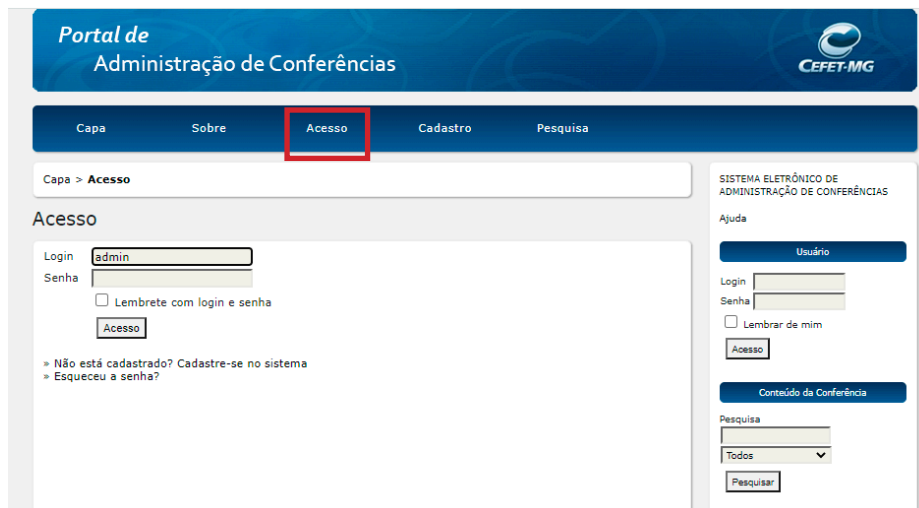 Portal de
Administração de Conferências
CEFET-MG
Capa Sobre Acesso Cadastro Pesquisa
Capa > Acesso
Acesso
Login admin
Senha
Lembrete com login e senha
Acesso
» Não está cadastrado? Cadastre-se no sistema
» Esqueceu a senha?
SISTEMA ELETRÔNICO DE
ADMINISTRAÇÃO DE CONFERÊNCIAS
Ajuda
Usuário
Login
Senha
Lembrar de mim
Acesso
Conteúdo da Conferência
Pesquisa
Todos
Pesquisar